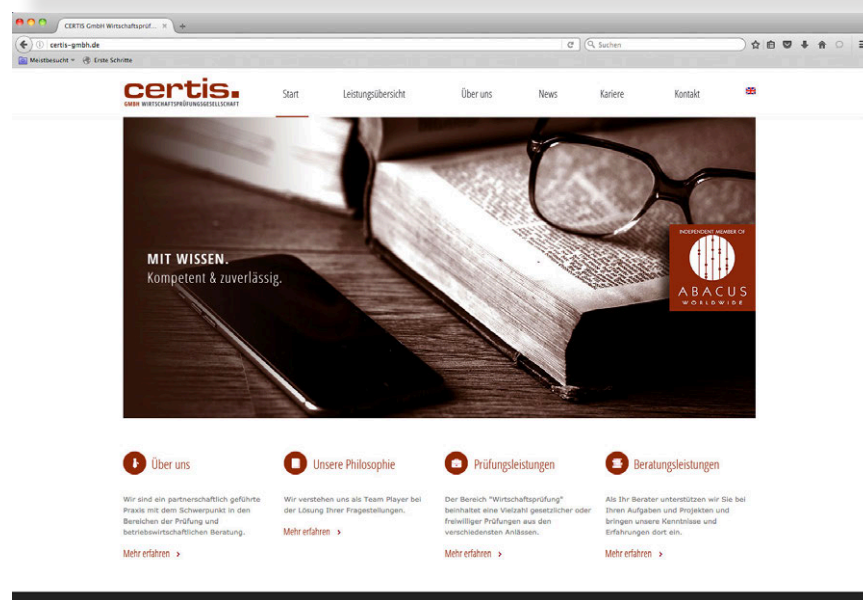 CERTIS GmbH Wirtschaftsprüf...
certis-gmbh.de
Suchen
Meistbesucht
Erste Schritte
certis.
GMBH WIRTSCHAFTSPRÜFUNGSGESELLSCHAFT
Start
Leistungsübersicht
Über uns
News
Kariere
Kontakt
MIT WISSEN.
Kompetent & zuverlässig.
INDEPENDENT MEMBER OF
ABACUS
WORLDWIDE
Über uns
Wir sind ein partnerschaftlich geführte
Praxis mit dem Schwerpunkt in den
Bereichen der Prüfung und
betriebswirtschaftlichen Beratung.
Mehr erfahren
Unsere Philosophie
Wir verstehen uns als Team Player bei
der Lösung Ihrer Fragestellungen.
Mehr erfahren
Prüfungsleistungen
Der Bereich "Wirtschaftsprüfung"
beinhaltet eine Vielzahl gesetzlicher oder
freiwilliger Prüfungen aus den
verschiedensten Anlässen.
Mehr erfahren
Beratungsleistungen
Als Ihr Berater unterstützen wir Sie bei
Ihren Aufgaben und Projekten und
bringen unsere Kenntnisse und
Erfahrungen dort ein.
Mehr erfahren